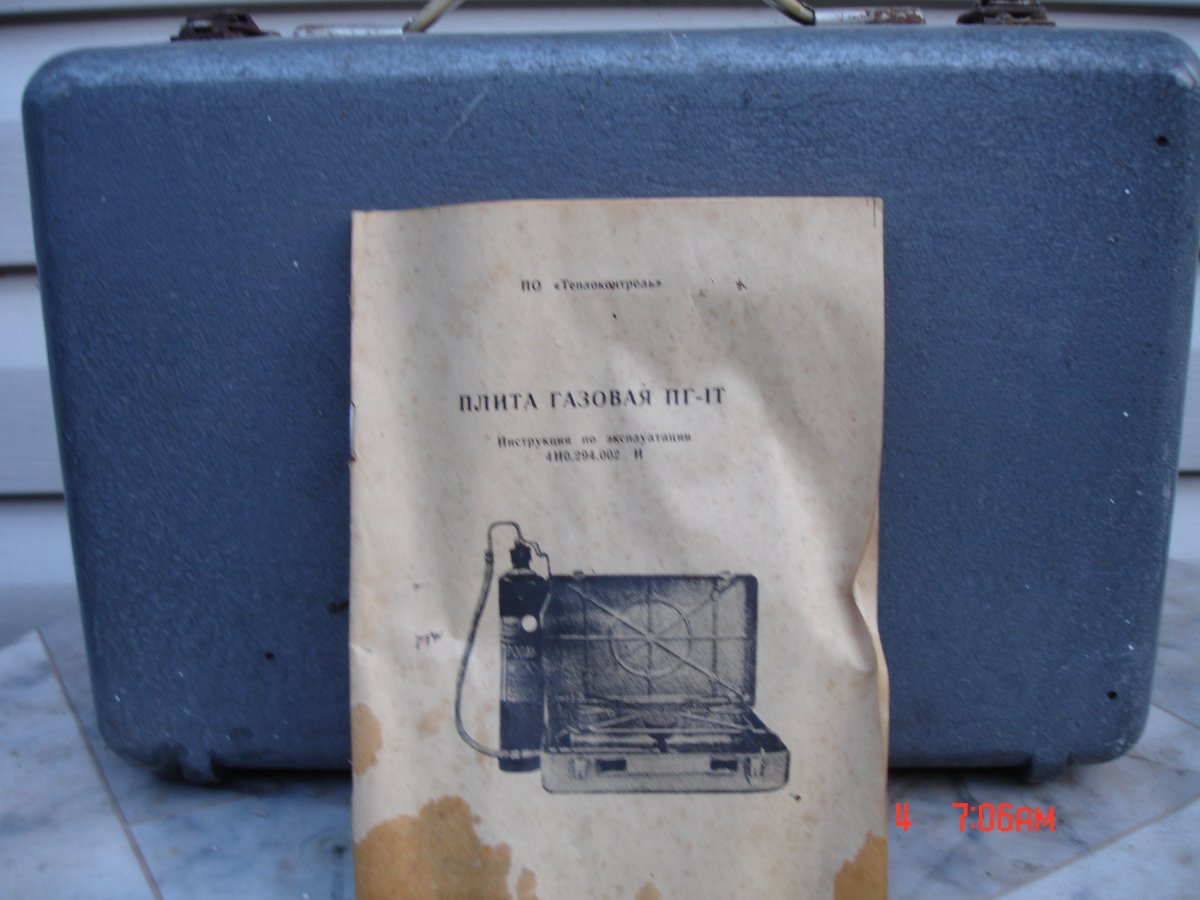 ПО «Теплоконтроль»
ПЛИТА ГАЗОВАЯ ПГ-1Т
Инструкция по эксплуатации
4И0.294.002 И
4 7:06AM